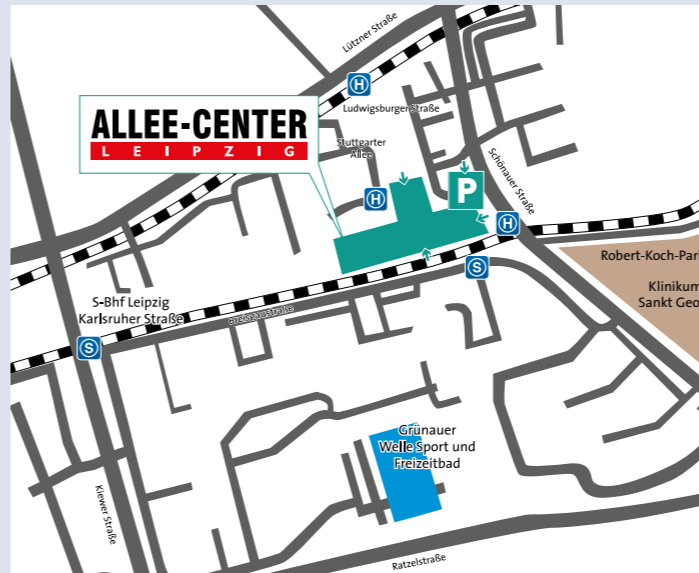 Lützner Straße
H
Ludwigsburger Straße
ALLEE-CENTER
LEIPZIG
Stuttgarter
Allee
H
P
Schönauer Straße
H
S
Robert-Koch-Par
Klinikum
Sankt Geo
S-Bhf Leipzig
Karlsruher Straße
Breisgaustraße
S
Grünauer
Welle Sport und
Freizeitbad
Kiewer Straße
Ratzelstraße